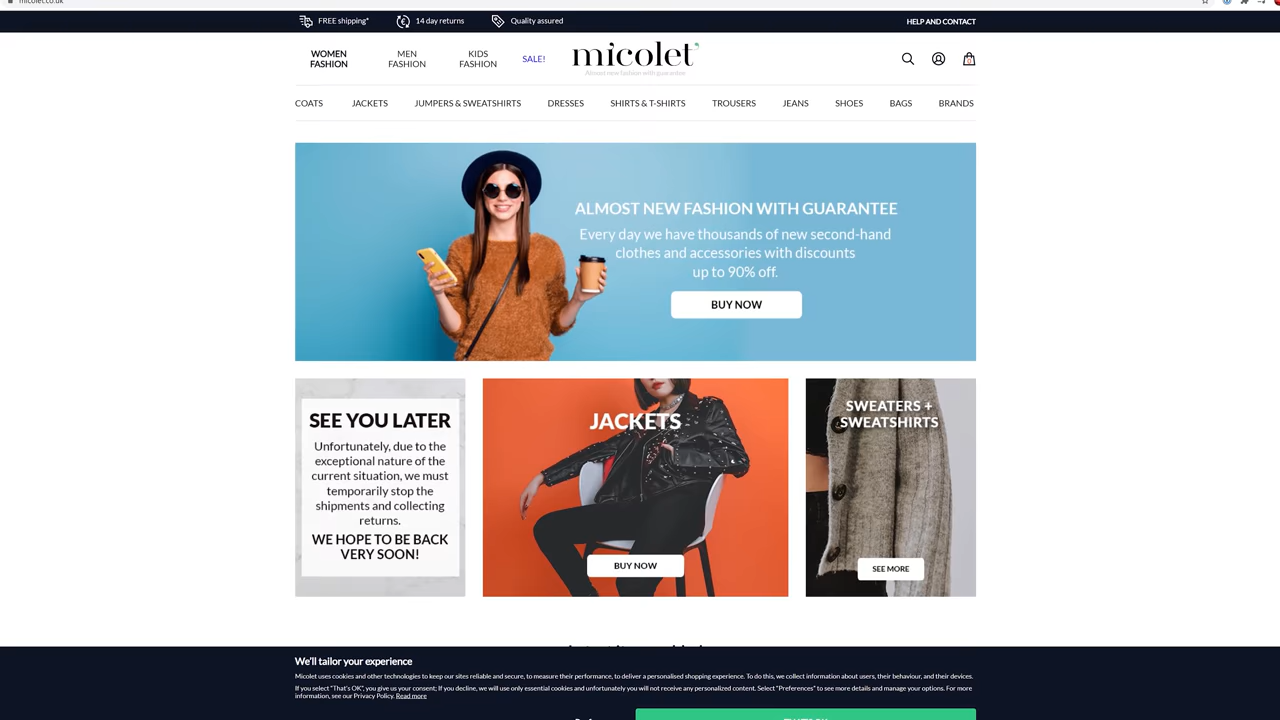 micolet.co.uk
FREE shipping*
14 day returns
Quality assured
HELP AND CONTACT
WOMEN
FASHION
MEN
FASHION
KIDS
FASHION
SALE!
micolet
Almost new fashion with guarantee
0
COATS
JACKETS
JUMPERS & SWEATSHIRTS
DRESSES
SHIRTS & T-SHIRTS
TROUSERS
JEANS
SHOES
BAGS
BRANDS
ALMOST NEW FASHION WITH GUARANTEE
Every day we have thousands of new second-hand
clothes and accessories with discounts
up to 90% off.
BUY NOW
SEE YOU LATER
Unfortunately, due to the
exceptional nature of the
current situation, we must
temporarily stop the
shipments and collecting
returns.
WE HOPE TO BE BACK
VERY SOON!
JACKETS
BUY NOW
SWEATERS +
SWEATSHIRTS
SEE MORE
We'll tailor your experience
Micolet uses cookies and other technologies to keep our sites reliable and secure, to measure their performance, to deliver a personalised shopping experience. To do this, we collect information about users, their behaviour, and their devices.
If you select "That's OK", you give us your consent; If you decline, we will use only essential cookies and unfortunately you will not receive any personalized content. Select "Preferences" to see more details and manage your options. For more
information, see our Privacy Policy. Read more